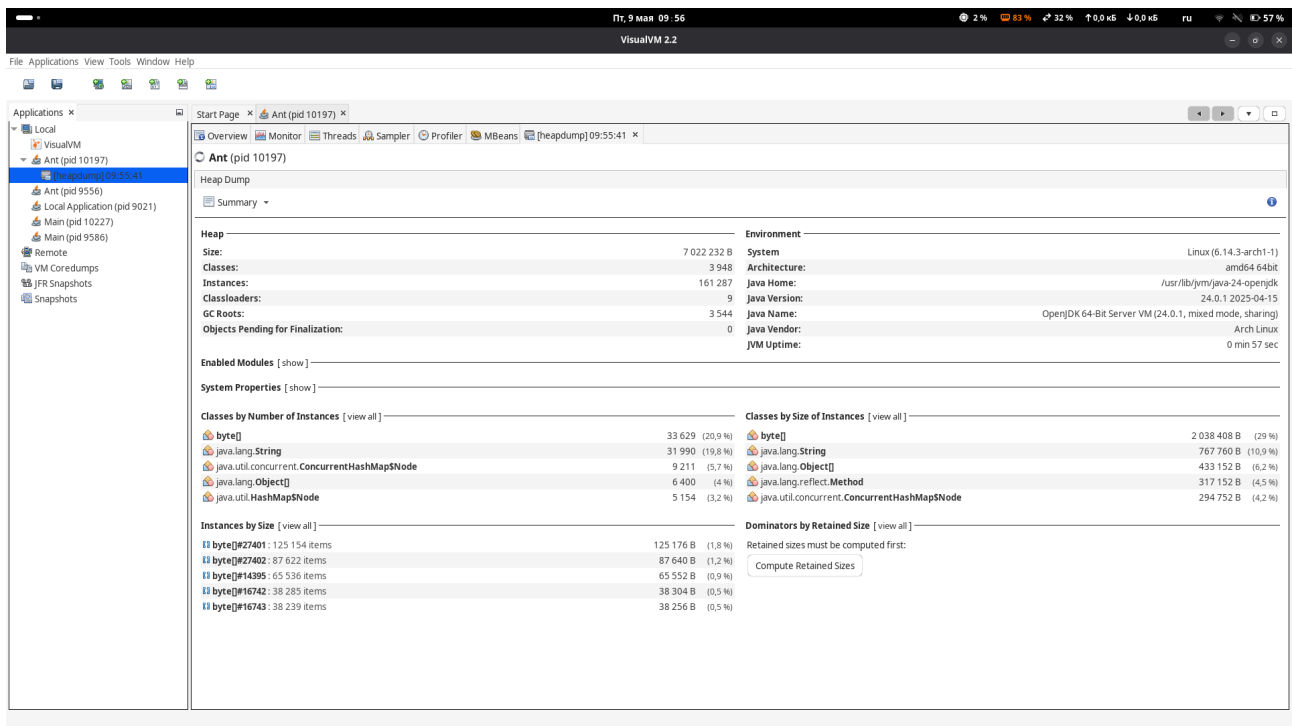 Пт, 9 мая 09:56
2 % 83 % 32 % ↑0,0 кБ ↓0,0 кБ ru 57 %
VisualVM 2.2
File Applications View Tools Window Help
Applications ×
Start Page × Ant (pid 10197) ×
Local
VisualVM
Ant (pid 10197)
[heapdump] 09:55:41
Ant (pid 9556)
Local Application (pid 9021)
Main (pid 10227)
Main (pid 9586)
Remote
VM Coredumps
JFR Snapshots
Snapshots
Overview Monitor Threads Sampler Profiler MBeans [heapdump] 09:55:41 ×
Ant (pid 10197)
Heap Dump
Summary
Heap
Size: 7 022 232 B
Classes: 3 948
Instances: 161 287
Classloaders: 9
GC Roots: 3 544
Objects Pending for Finalization: 0
Environment
System Linux (6.14.3-arch1-1)
Architecture: amd64 64bit
Java Home: /usr/lib/jvm/java-24-openjdk
Java Version: 24.0.1 2025-04-15
Java Name: OpenJDK 64-Bit Server VM (24.0.1, mixed mode, sharing)
Java Vendor: Arch Linux
JVM Uptime: 0 min 57 sec
Enabled Modules [ show ]
System Properties [ show ]
Classes by Number of Instances [ view all ]
byte[] 33 629 (20,9 %)
java.lang.String 31 990 (19,8 %)
java.util.concurrent.ConcurrentHashMap$Node 9 211 (5,7 %)
java.lang.Object[] 6 400 (4 %)
java.util.HashMap$Node 5 154 (3,2 %)
Classes by Size of Instances [ view all ]
byte[] 2 038 408 B (29 %)
java.lang.String 767 760 B (10,9 %)
java.lang.Object[] 433 152 B (6,2 %)
java.lang.reflect.Method 317 152 B (4,5 %)
java.util.concurrent.ConcurrentHashMap$Node 294 752 B (4,2 %)
Instances by Size [ view all ]
byte[]#27401 : 125 154 items 125 176 B (1,8 %)
byte[]#27402 : 87 622 items 87 640 B (1,2 %)
byte[]#14395 : 65 536 items 65 552 B (0,9 %)
byte[]#16742 : 38 285 items 38 304 B (0,5 %)
byte[]#16743 : 38 239 items 38 256 B (0,5 %)
Dominators by Retained Size [ view all ]
Retained sizes must be computed first:
Compute Retained Sizes